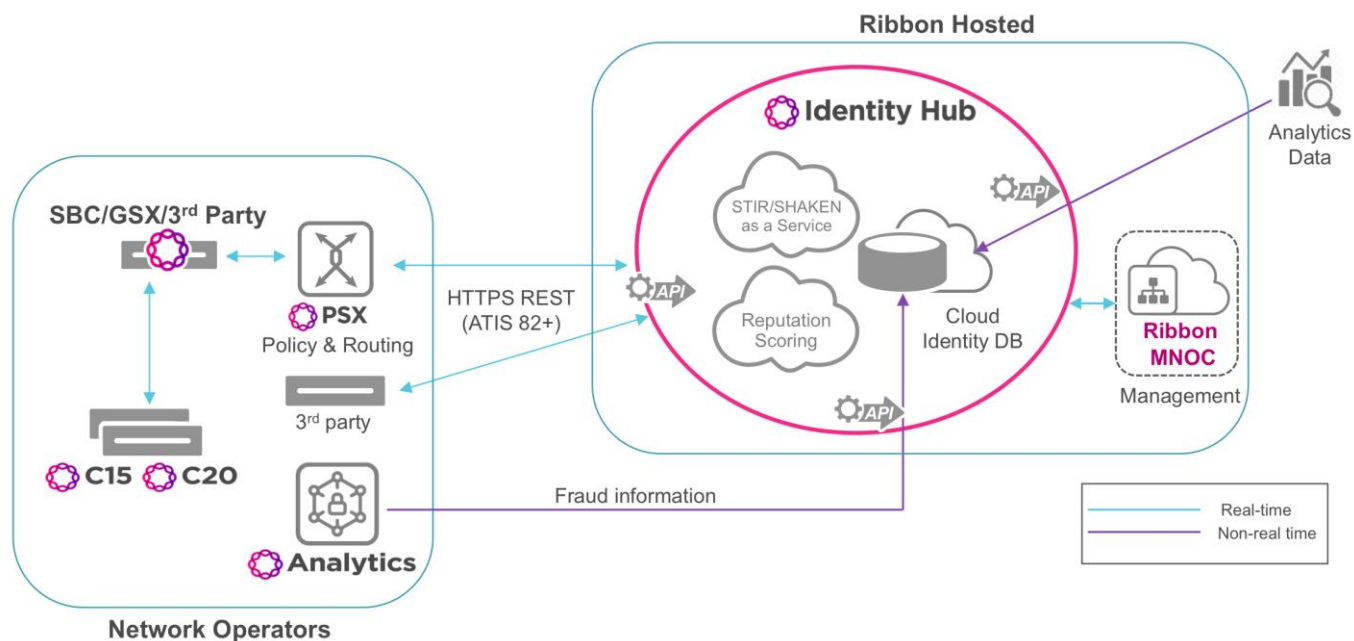 Ribbon Hosted
Identity Hub
Analytics
Data
SBC/GSX/3rd Party
STIR/SHAKEN
as a Service
API
HTTPS REST
(ATIS 82+)
API
PSX
Policy & Routing
Reputation
Scoring
Cloud
Identity DB
Ribbon
MNOC
Management
3rd party
API
C15
C20
Fraud information
Analytics
Real-time
Non-real time
Network Operators